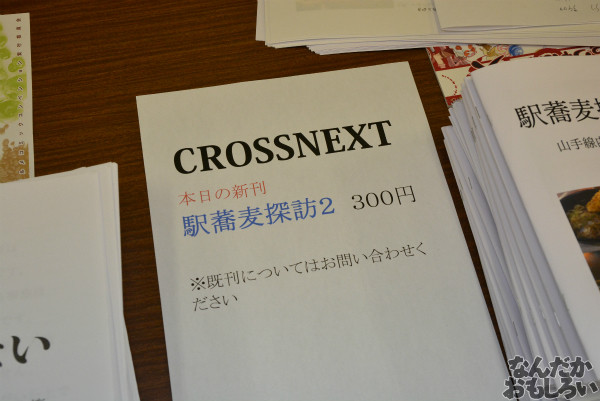 CROSSNEXT
本日の新刊
駅蕎麦探訪2 300円
※既刊についてはお問い合わせく
ださい
駅蕎麦探
山手線
い
なんだか
おもしろい